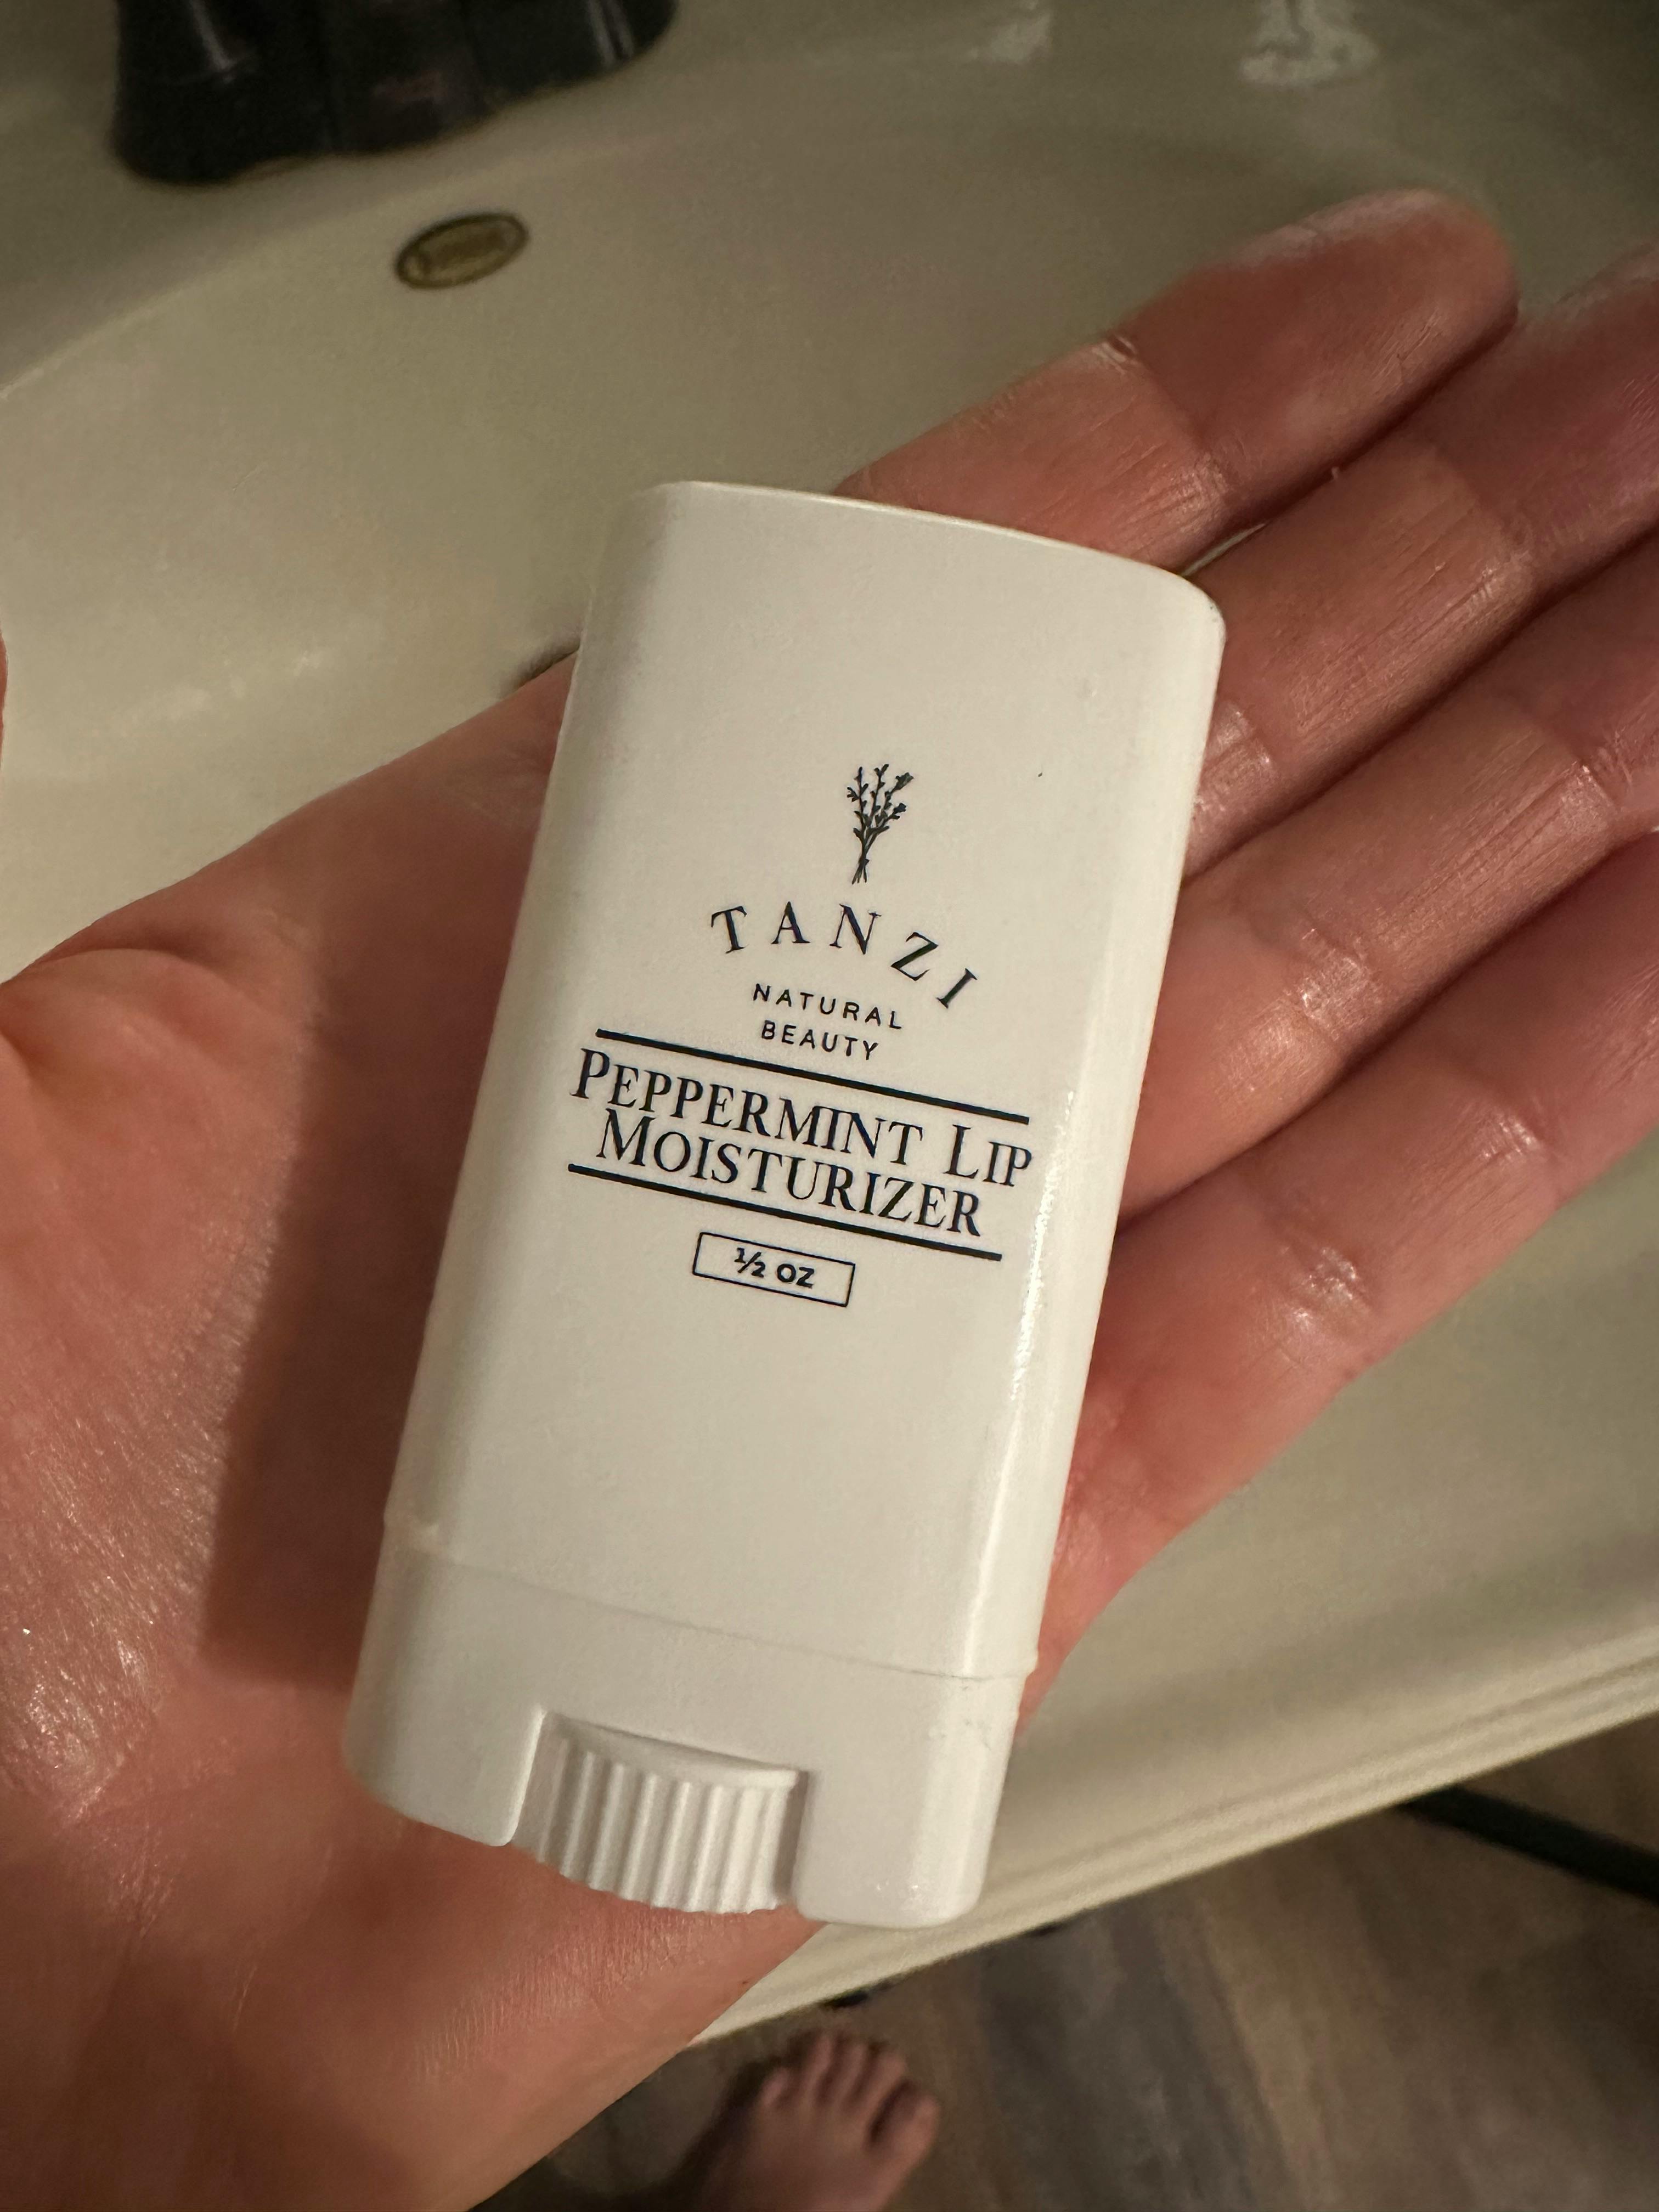 TANZI
NATURAL
BEAUTY
PEPPERMINT LIP
MOISTURIZER
½ OZ